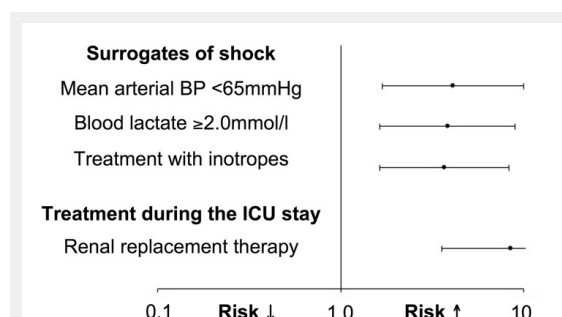 Surrogates of shock
Mean arterial BP <65mmHg
Blood lactate ≥2.0mmol/l
Treatment with inotropes
Treatment during the ICU stay
Renal replacement therapy
0.1 Risk ↓ 1.0 Risk ↑ 10